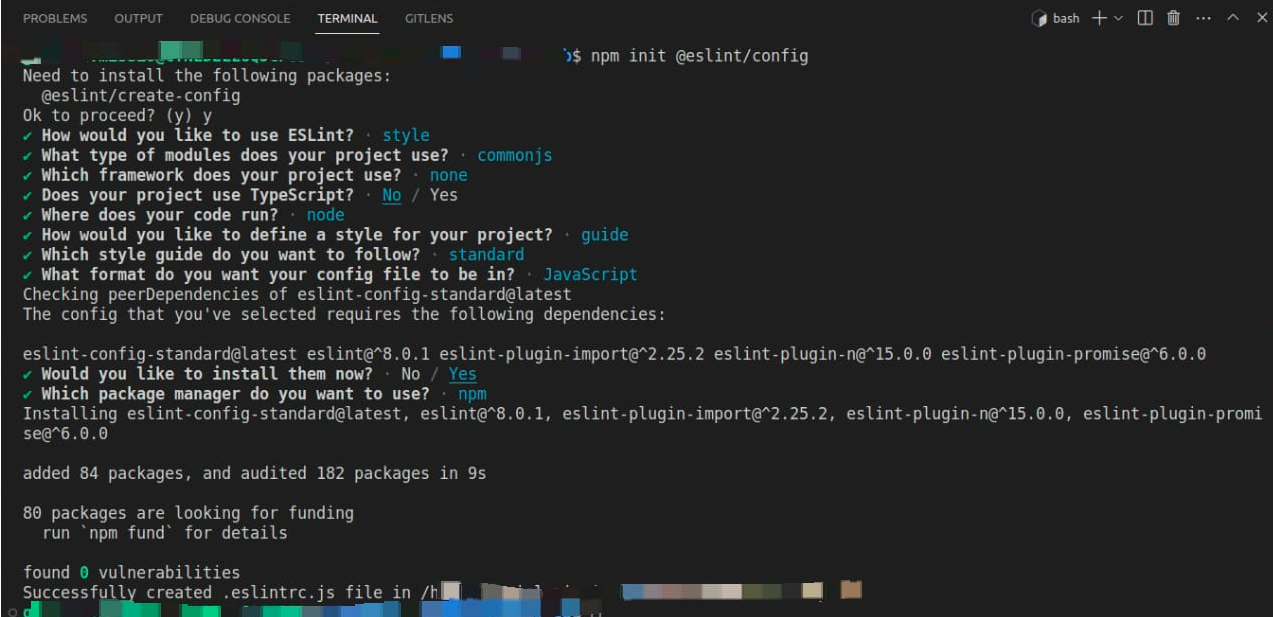 PROBLEMS OUTPUT DEBUG CONSOLE TERMINAL GITLENS bash
$ npm init @eslint/config
Need to install the following packages:
@eslint/create-config
Ok to proceed? (y) y
✔ How would you like to use ESLint? · style
✔ What type of modules does your project use? · commonjs
✔ Which framework does your project use? · none
✔ Does your project use TypeScript? · No / Yes
✔ Where does your code run? · node
✔ How would you like to define a style for your project? · guide
✔ Which style guide do you want to follow? · standard
✔ What format do you want your config file to be in? · JavaScript
Checking peerDependencies of eslint-config-standard@latest
The config that you've selected requires the following dependencies:
eslint-config-standard@latest eslint@^8.0.1 eslint-plugin-import@^2.25.2 eslint-plugin-n@^15.0.0 eslint-plugin-promise@^6.0.0
✔ Would you like to install them now? · No / Yes
✔ Which package manager do you want to use? · npm
Installing eslint-config-standard@latest, eslint@^8.0.1, eslint-plugin-import@^2.25.2, eslint-plugin-n@^15.0.0, eslint-plugin-promi
se@^6.0.0
added 84 packages, and audited 182 packages in 9s
80 packages are looking for funding
run `npm fund` for details
found 0 vulnerabilities
Successfully created .eslintrc.js file in /h